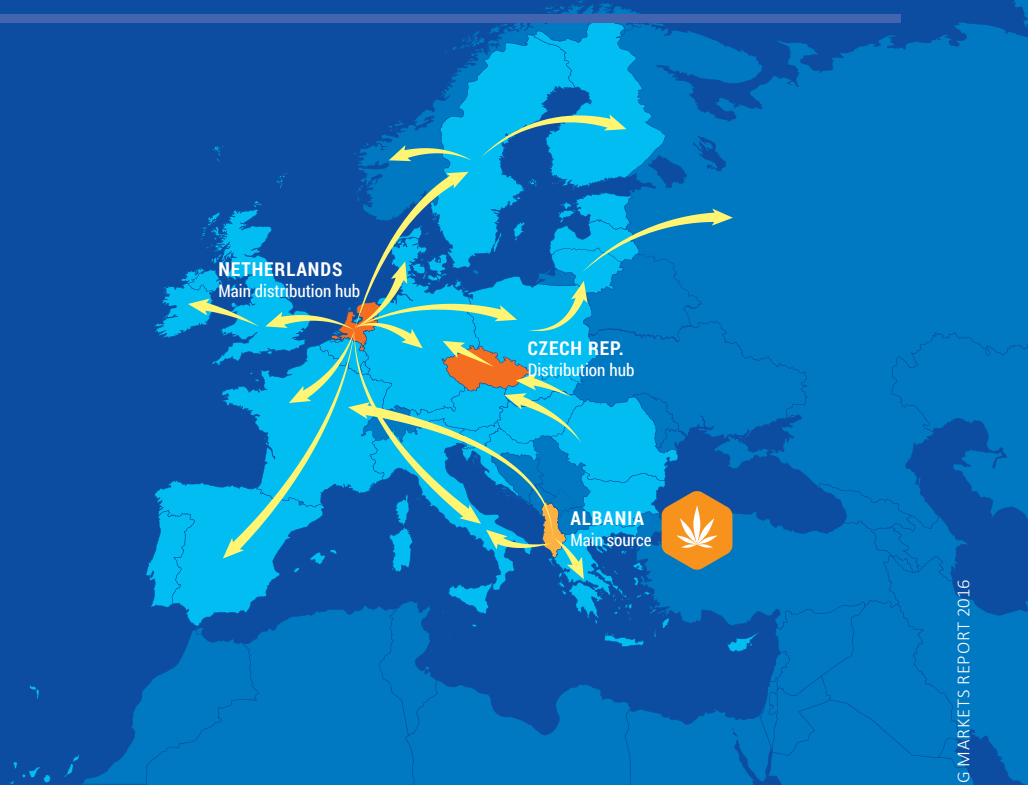 NETHERLANDS
Main distribution hub
CZECH REP.
Distribution hub
ALBANIA
Main source
G MARKETS REPORT 2016